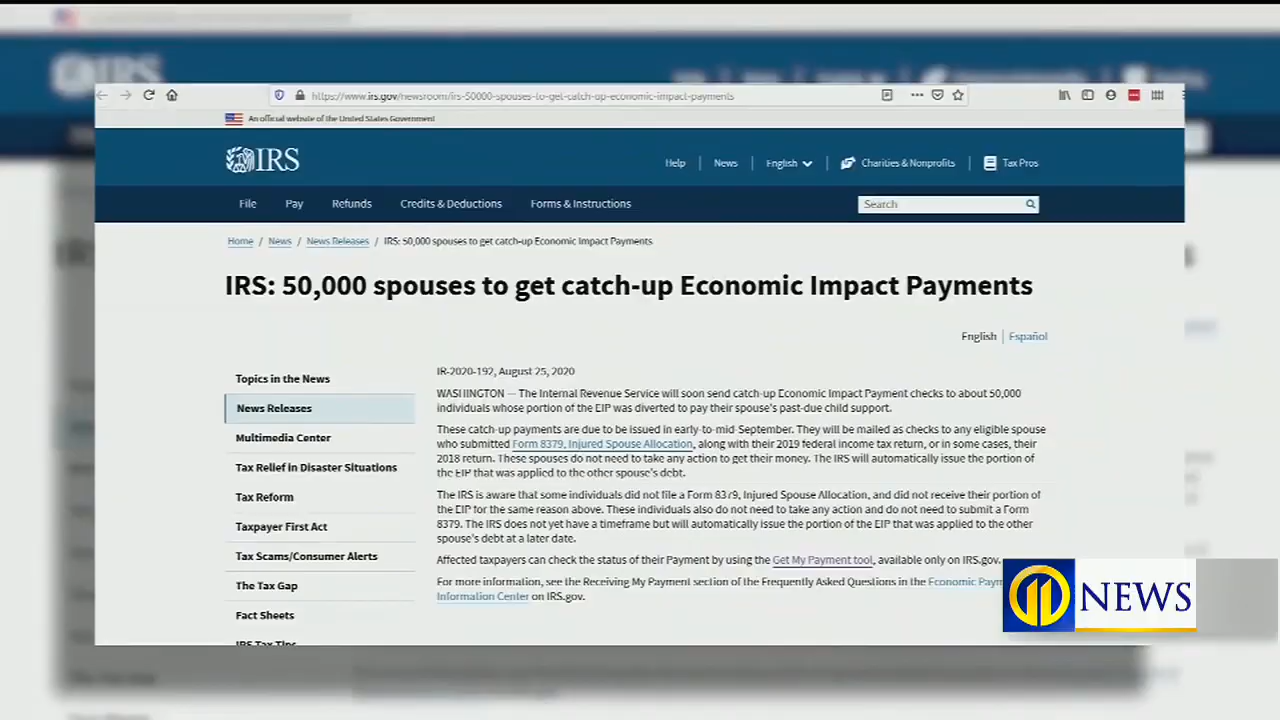 https://www.irs.gov/newsroom/irs-50000-spouses-to-get-catch-up-economic-impact-payments
An official website of the United States Government
IRS
Help
News
English
Charities & Nonprofits
Tax Pros
File
Pay
Refunds
Credits & Deductions
Forms & Instructions
Search
Home / News / News Releases / IRS: 50,000 spouses to get catch-up Economic Impact Payments
IRS: 50,000 spouses to get catch-up Economic Impact Payments
English
Español
Topics in the News
News Releases
Multimedia Center
Tax Relief in Disaster Situations
Tax Reform
Taxpayer First Act
Tax Scams/Consumer Alerts
The Tax Gap
Fact Sheets
IRS Tax Tips
IR-2020-192, August 25, 2020
WASHINGTON — The Internal Revenue Service will soon send catch-up Economic Impact Payment checks to about 50,000
individuals whose portion of the EIP was diverted to pay their spouse's past-due child support.
These catch-up payments are due to be issued in early-to-mid-September. They will be mailed as checks to any eligible spouse
who submitted Form 8379, Injured Spouse Allocation, along with their 2019 federal income tax return, or in some cases, their
2018 return. These spouses do not need to take any action to get their money. The IRS will automatically issue the portion of
the EIP that was applied to the other spouse's debt.
The IRS is aware that some individuals did not file a Form 8379, Injured Spouse Allocation, and did not receive their portion of
the EIP for the same reason above. These individuals also do not need to take any action and do not need to submit a Form
8379. The IRS does not yet have a timeframe but will automatically issue the portion of the EIP that was applied to the other
spouse's debt at a later date.
Affected taxpayers can check the status of their Payment by using the Get My Payment tool, available only on IRS.gov.
For more information, see the Receiving My Payment section of the Frequently Asked Questions in the Economic Paym
Information Center on IRS.gov.
11 NEWS
IRS